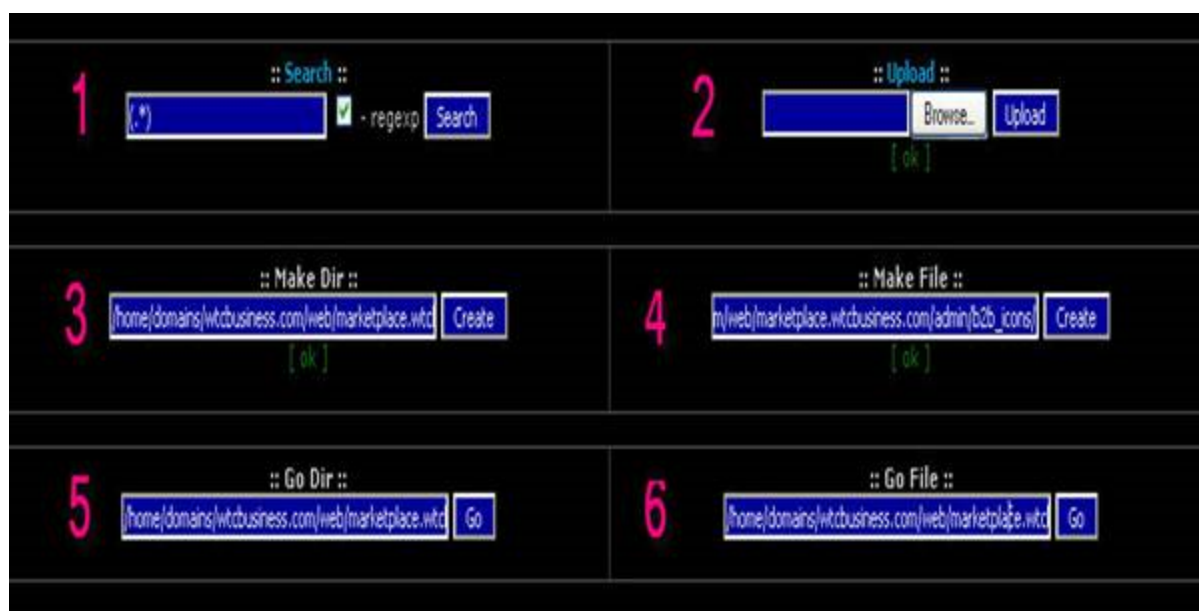 1
:: Search ::
(.*) - regexp Search
2
:: Upload ::
Browse... Upload
[ ok ]
3
:: Make Dir ::
/home/domains/wtcbusiness.com/web/marketplace.wtc Create
[ ok ]
4
:: Make File ::
m/web/marketplace.wtcbusiness.com/admin/b2b_icons/ Create
[ ok ]
5
:: Go Dir ::
/home/domains/wtcbusiness.com/web/marketplace.wtc Go
6
:: Go File ::
/home/domains/wtcbusiness.com/web/marketplace.wtc Go